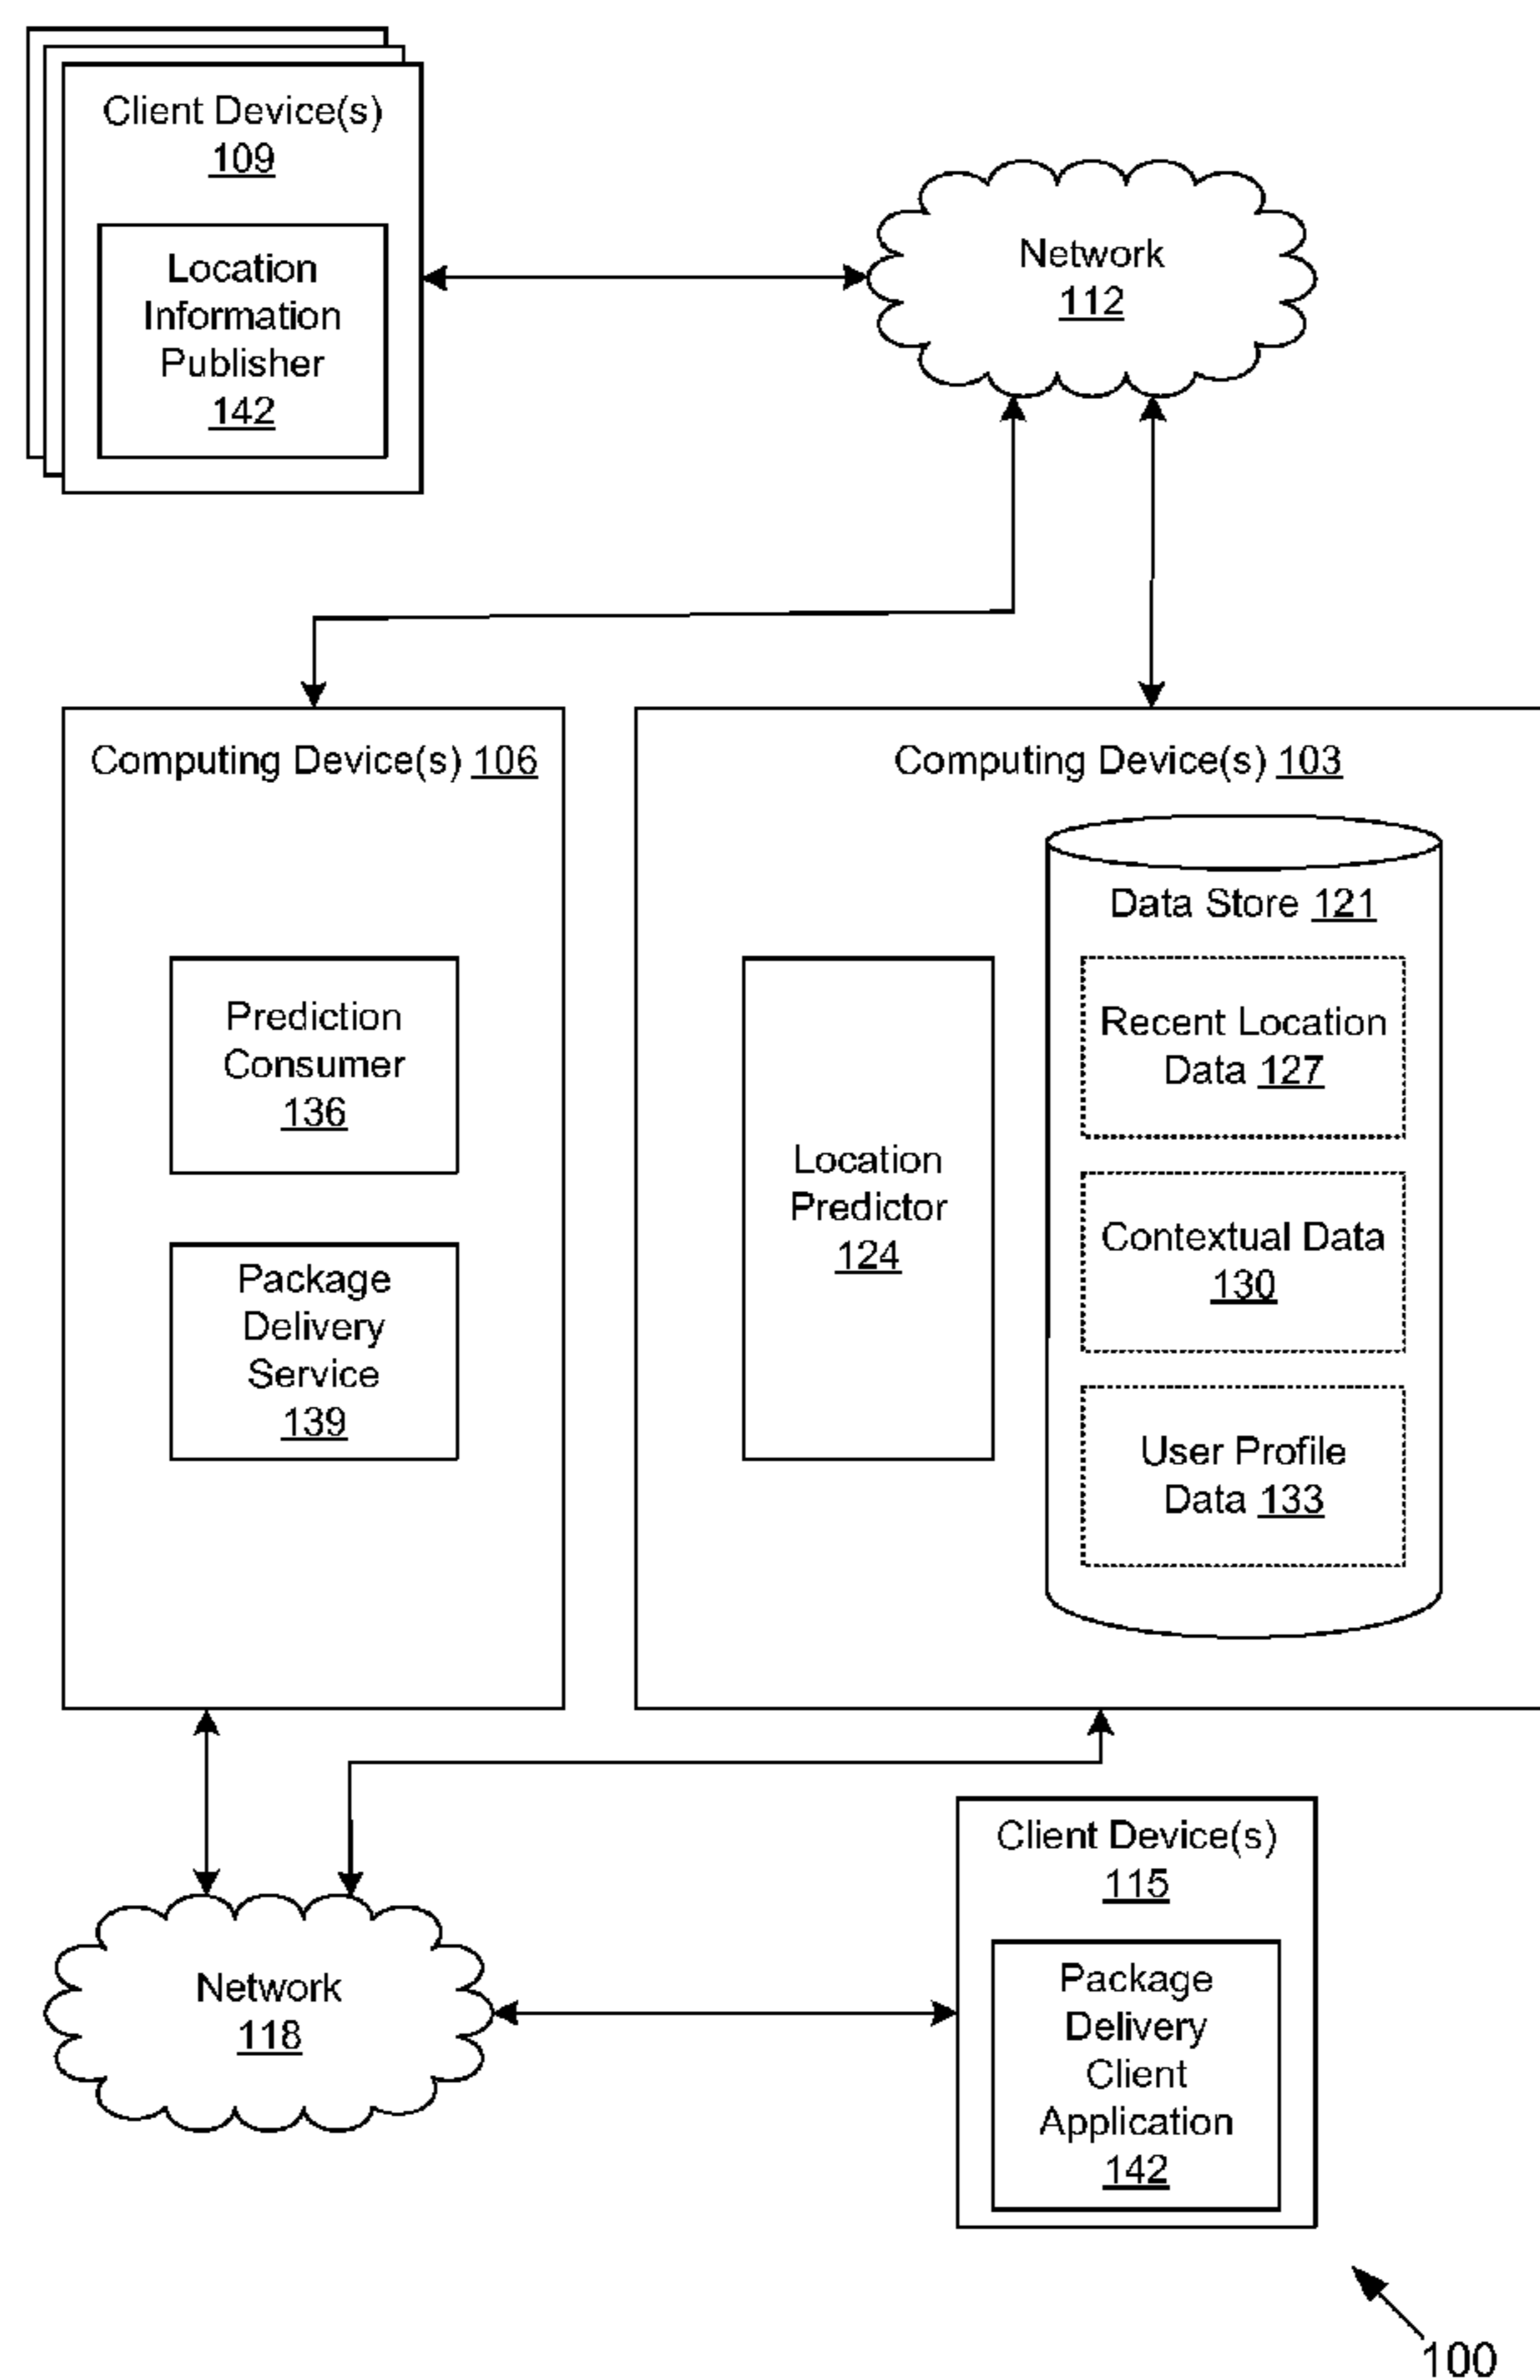 Client Device(s)
109
Location
Information
Publisher
142
Network
112
Computing Device(s) 106
Prediction
Consumer
136
Package
Delivery
Service
139
Computing Device(s) 103
Location
Predictor
124
Data Store 121
Recent Location
Data 127
Contextual Data
130
User Profile
Data 133
Network
118
Client Device(s)
115
Package
Delivery
Client
Application
142
100